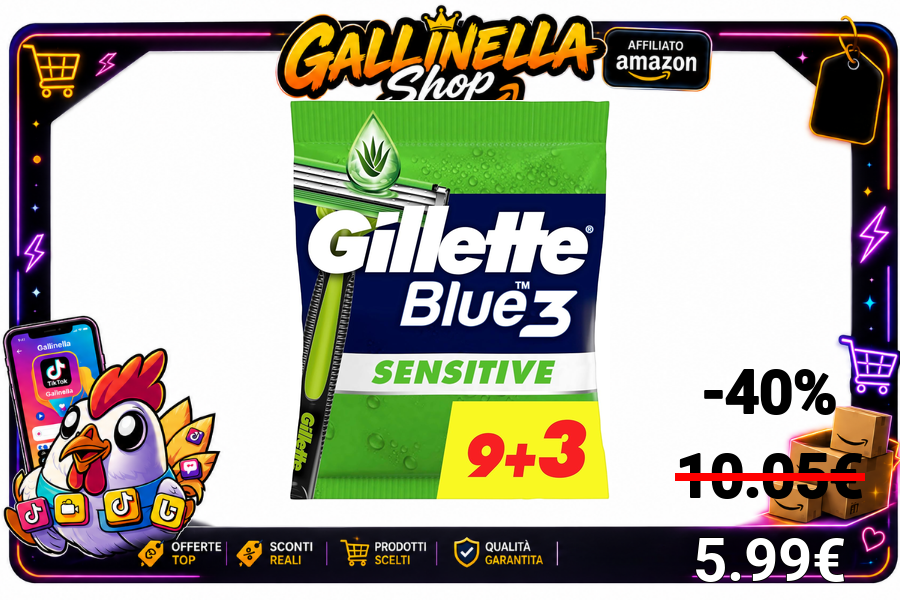 GALLINELLA
Shop
AFFILIATO
amazon
Gillette®
Blue™3
SENSITIVE
9+3
Gillette
Gallinella
TikTok
Gallinella
-40%
10.05€
5.99€
OFFERTE
TOP
SCONTI
REALI
PRODOTTI
SCELTI
QUALITÀ
GARANTITA